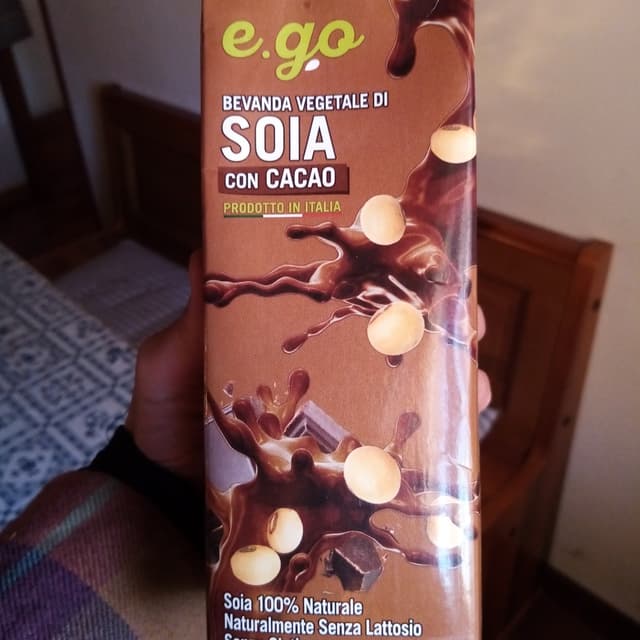 e.go
BEVANDA VEGETALE DI
SOIA
CON CACAO
PRODOTTO IN ITALIA
Soia 100% Naturale
Naturalmente Senza Lattosio